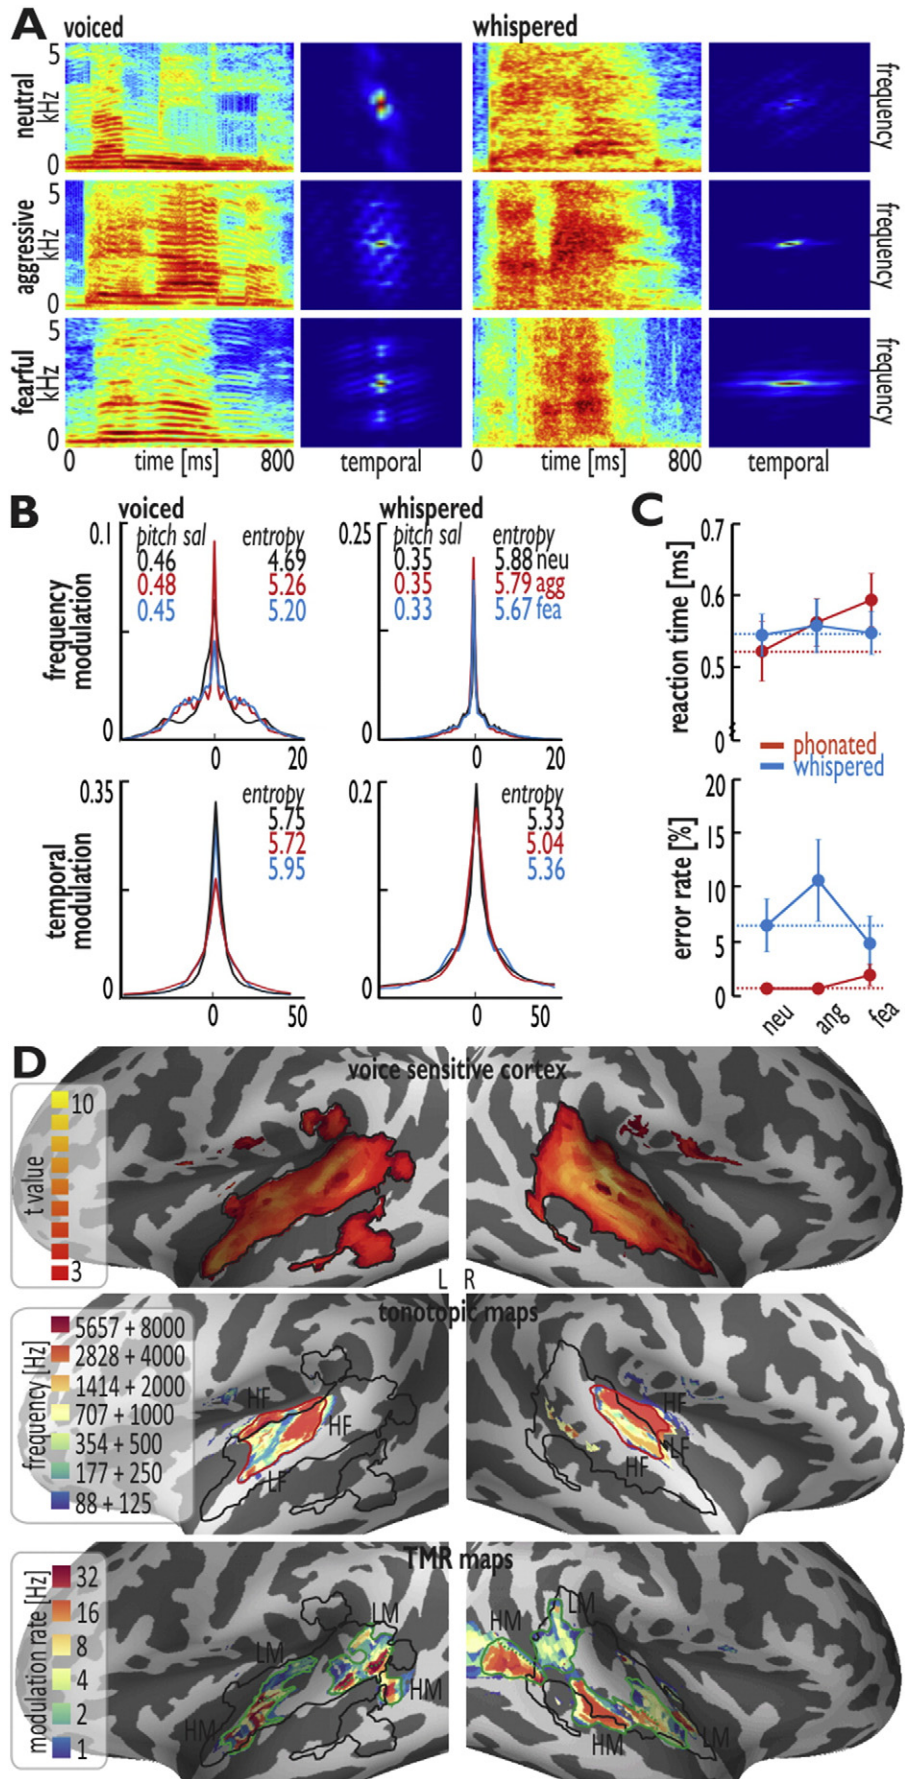 A
voiced
whispered
neutral
kHz
5
0
5
0
frequency
aggressive
kHz
5
0
5
0
frequency
fearful
kHz
5
0
5
0
frequency
0 time [ms] 800
temporal
0 time [ms] 800
temporal
B
voiced
whispered
C
frequency
modulation
0.1
0
pitch sal entropy
0.46 4.69
0.48 5.26
0.45 5.20
0 20
0.25
0
pitch sal entropy
0.35 5.88 neu
0.35 5.79 agg
0.33 5.67 fea
0 20
temporal
modulation
0.35
0
entropy
5.75
5.72
5.95
0 50
0.2
0
entropy
5.33
5.04
5.36
0 50
reaction time [ms]
0.7
0.6
0.5
0
phonated
whispered
error rate [%]
20
15
10
5
0
neu ang fea
D
voice sensitive cortex
t value
10
3
L R
tonotopic maps
frequency [Hz]
5657 + 8000
2828 + 4000
1414 + 2000
707 + 1000
354 + 500
177 + 250
88 + 125
HF
HF
LF
HF
LF
HF
TMR maps
modulation rate [Hz]
32
16
8
4
2
1
LM
LM
HM
HM
HM
LM
HM
LM